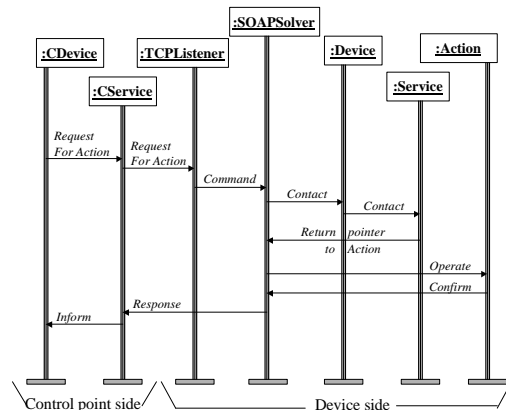 :SOAPSolver
:CDevice
:TCPListener
:Device
:Action
:CService
:Service
Request
For Action
Request
For Action
Command
Contact
Contact
Return pointer
to Action
Operate
Confirm
Response
Inform
Control point side
Device side